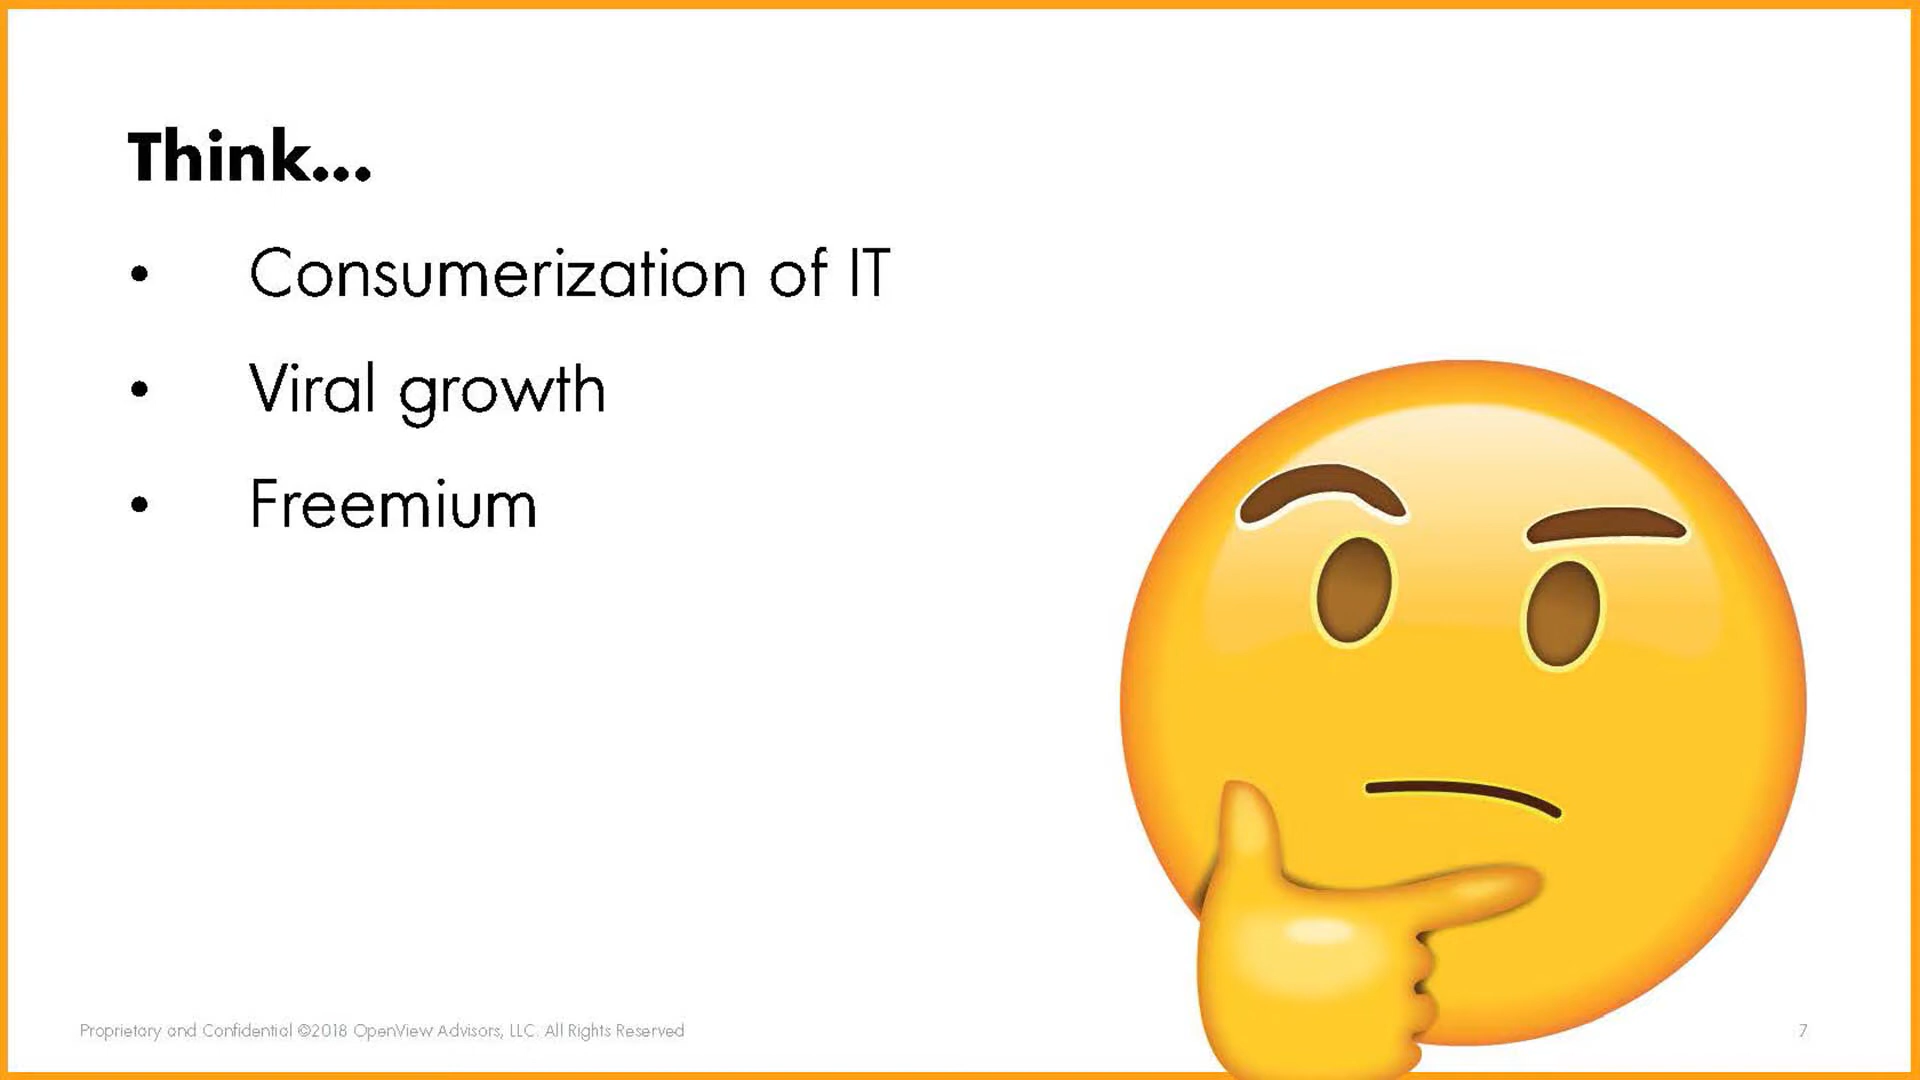 Think...
• Consumerization of IT
• Viral growth
• Freemium
Proprietary and Confidential ©2018 OpenView Advisors, LLC. All Rights Reserved
7